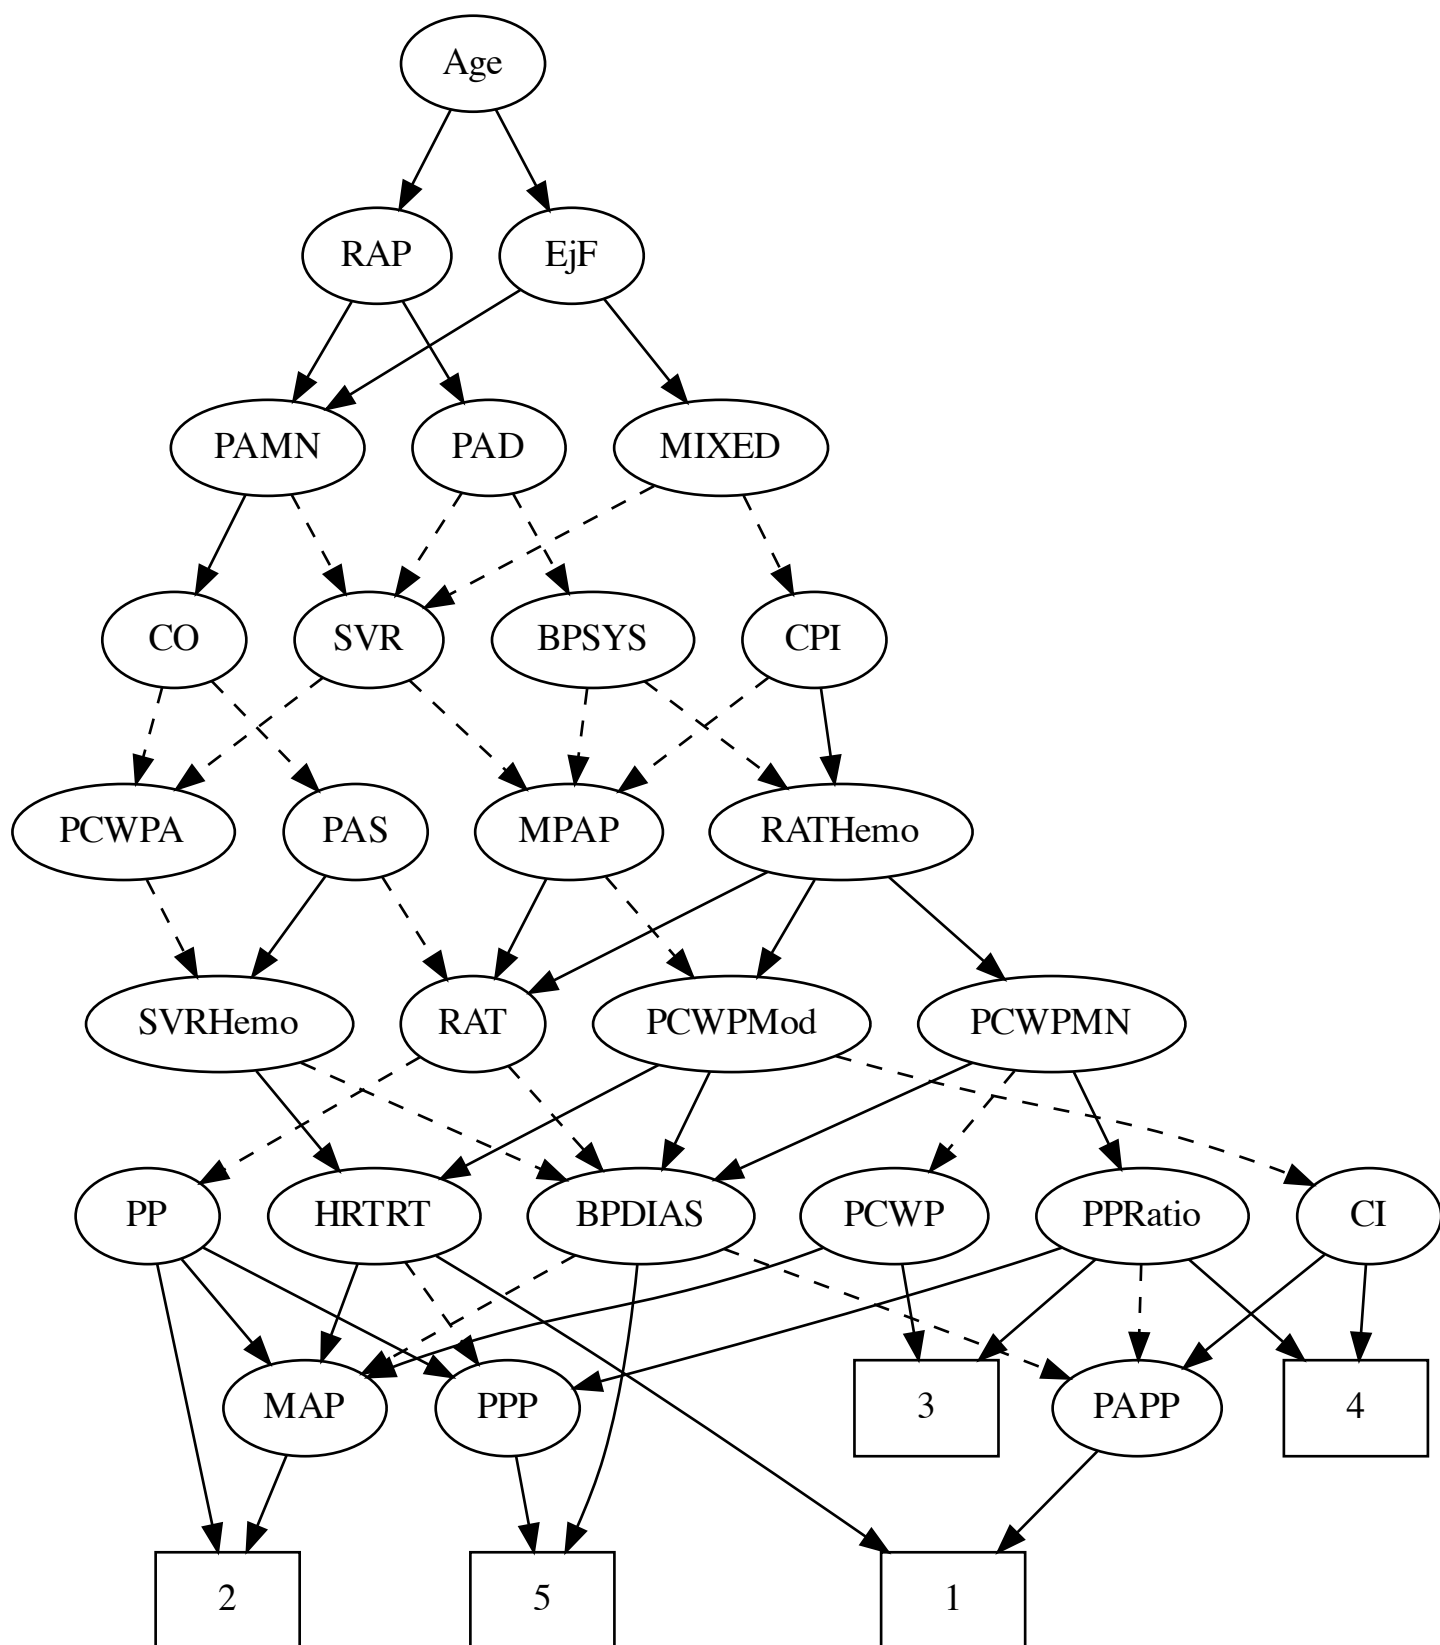 Age
RAP
EjF
PAMN
PAD
MIXED
CO
SVR
BPSYS
CPI
PCWPA
PAS
MPAP
RATHemo
SVRHemo
RAT
PCWPMod
PCWPMN
PP
HRTRT
BPDIAS
PCWP
PPRatio
CI
MAP
PPP
3
PAPP
4
2
5
1